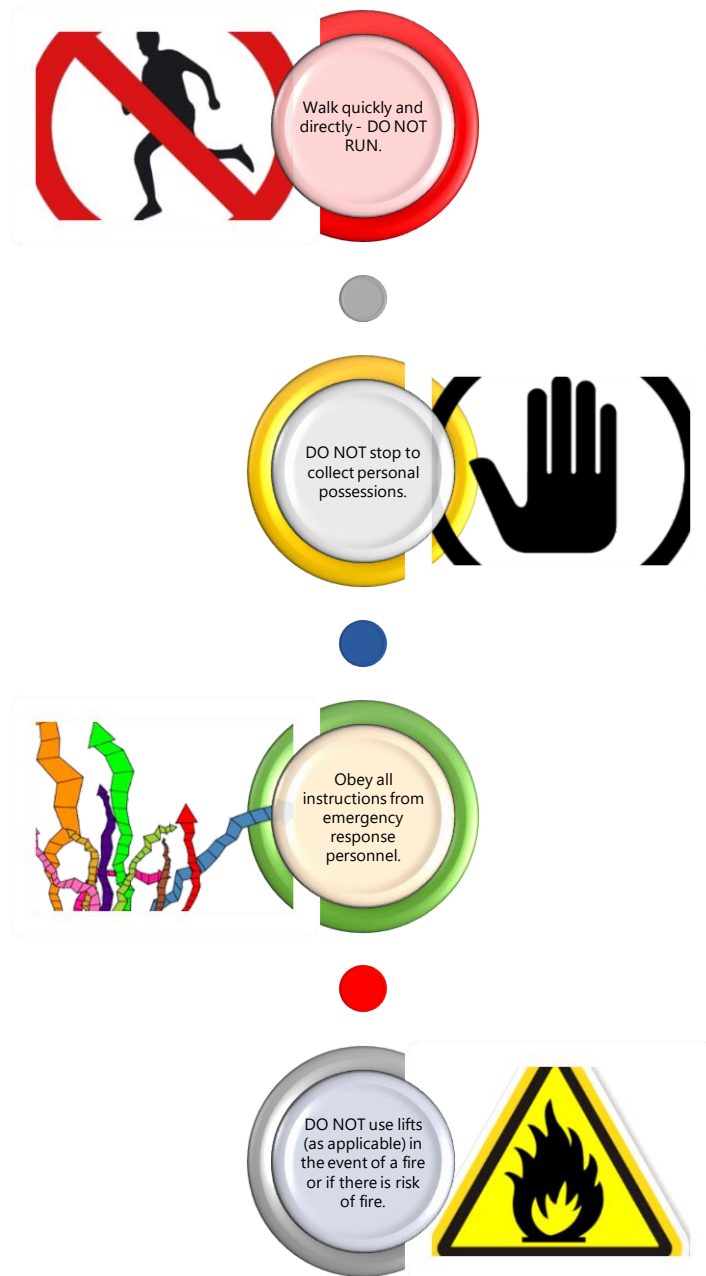 Walk quickly and
directly - DO NOT
RUN.
DO NOT stop to
collect personal
possessions.
Obey all
instructions from
emergency
response
personnel.
DO NOT use lifts
(as applicable) in
the event of a fire
or if there is risk
of fire.